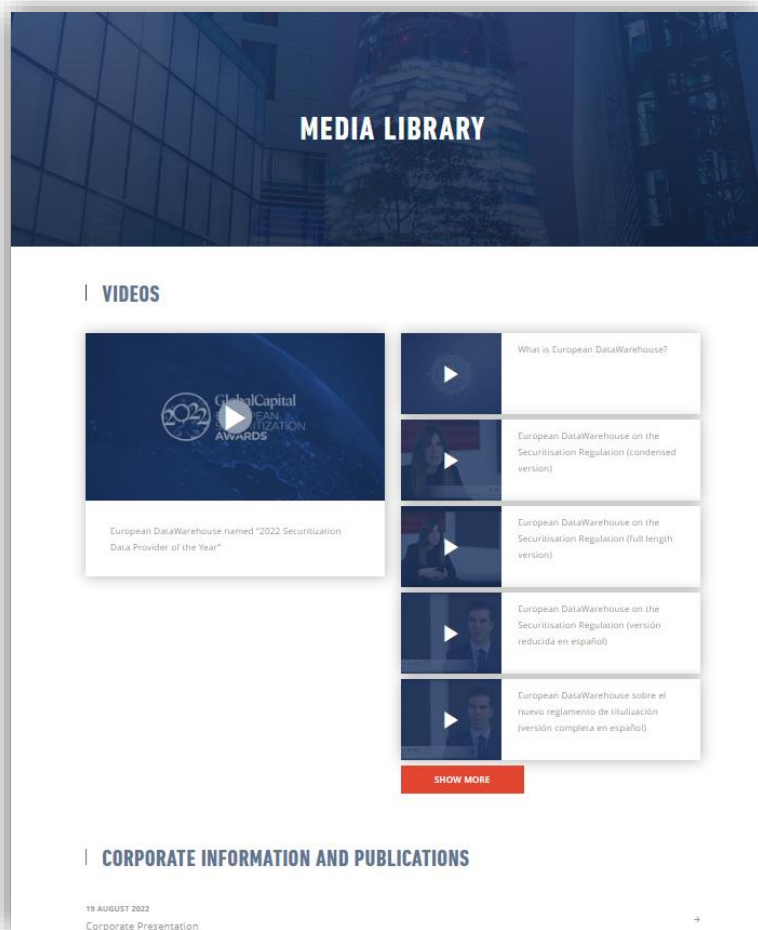 MEDIA LIBRARY
VIDEOS
2022
GlobalCapital
EUROPEAN
SECURITIZATION
AWARDS
European DataWarehouse named "2022 Securitization
Data Provider of the Year"
What is European DataWarehouse?
European DataWarehouse on the
Securitisation Regulation (condensed
version)
European DataWarehouse on the
Securitisation Regulation (full length
version)
European DataWarehouse on the
Securitisation Regulation (versión
reducida en español)
European DataWarehouse sobre el
nuevo reglamento de titulización
(versión completa en español)
SHOW MORE
CORPORATE INFORMATION AND PUBLICATIONS
19 AUGUST 2022
Corporate Presentation